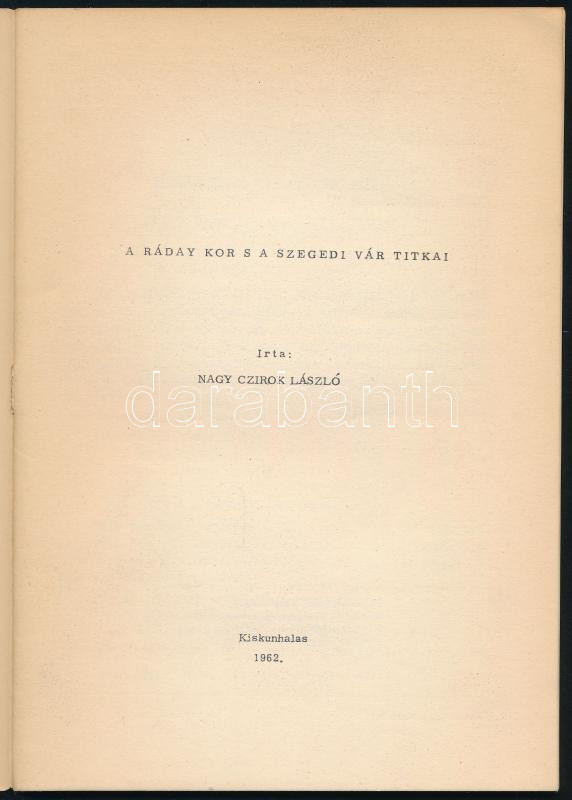 A RÁDAY KOR S A SZEGEDI VÁR TITKAI
Irta:
NAGY CZIROK LÁSZLÓ
darabanth
Kiskunhalas
1962.